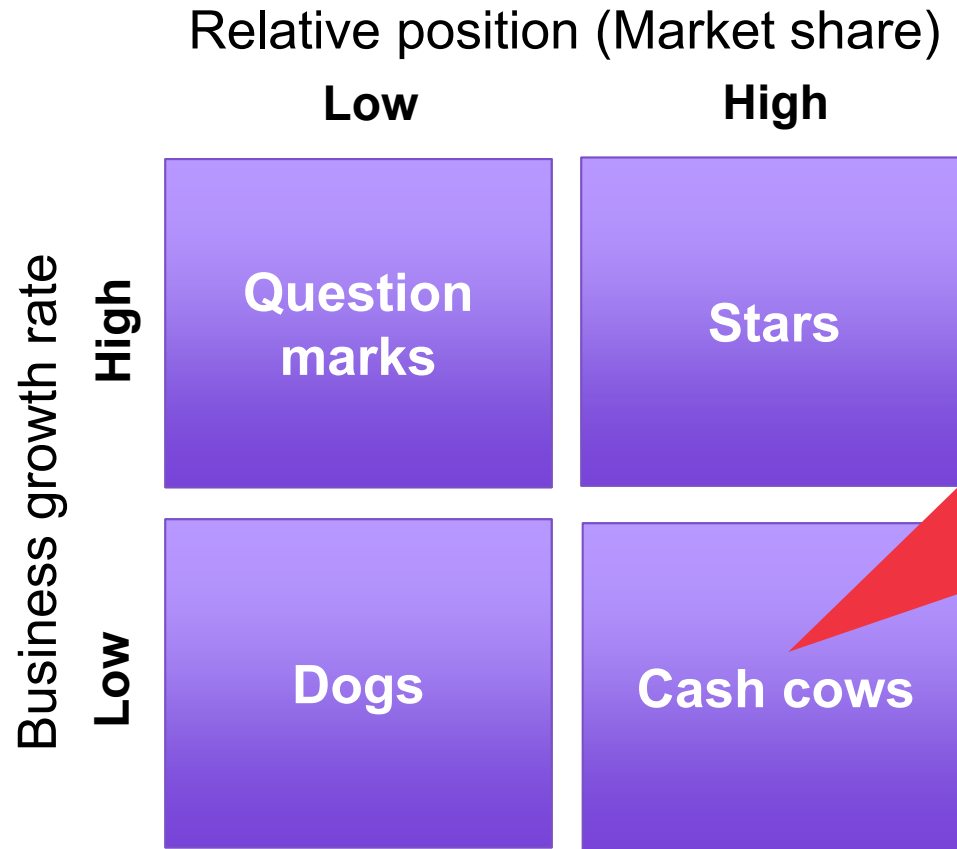 Relative position (Market share)
Low High
Business growth rate
High
Question
marks
Stars
Low
Dogs
Cash cows